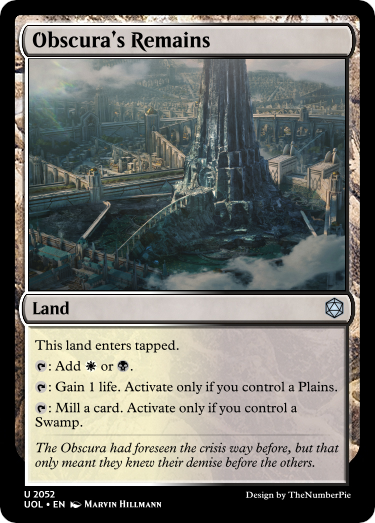 Obscura's Remains
Land
This land enters tapped.
: Add or .
: Gain 1 life. Activate only if you control a Plains.
: Mill a card. Activate only if you control a
Swamp.
The Obscura had foreseen the crisis way before, but that
only meant they knew their demise before the others.
U 2052
UOL • EN Marvin Hillmann
Design by TheNumberPie